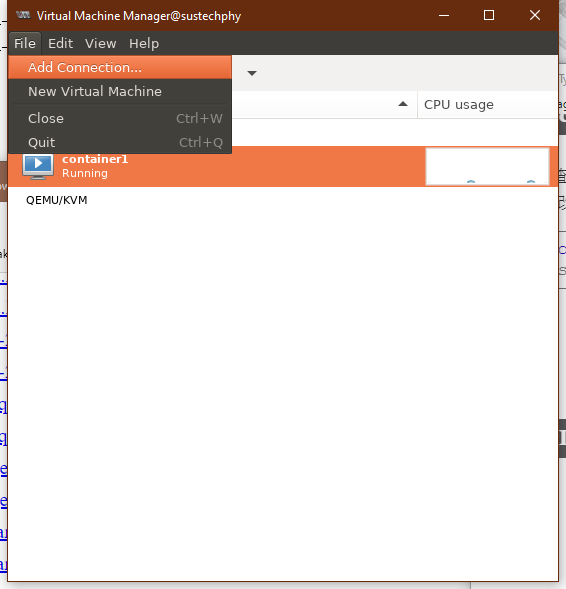 Virtual Machine Manager@sustechphy
File Edit View Help
Add Connection...
New Virtual Machine
CPU usage
Close Ctrl+W
Quit Ctrl+Q
container1
Running
QEMU/KVM